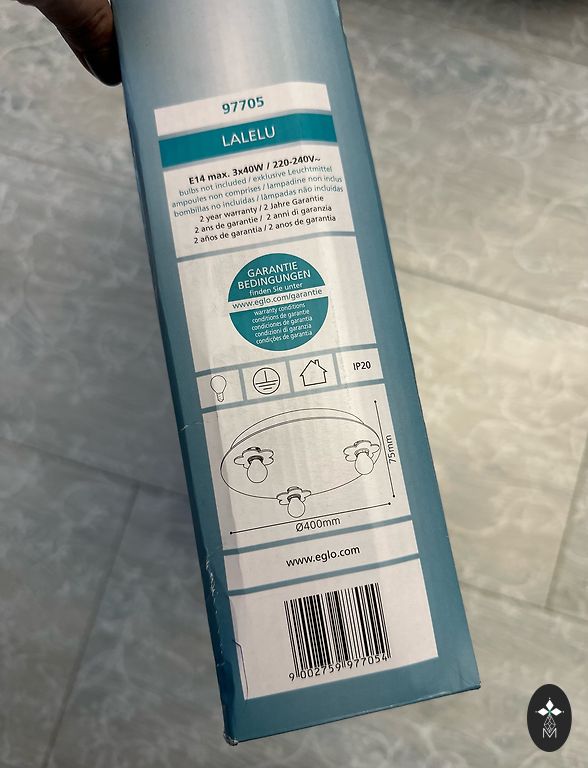 97705
LALELU
E14 max. 3x40W / 220-240V~
bulbs not included / exklusive Leuchtmittel
ampoules non comprises / lampadine non inclus
bombillas no incluidas / lâmpadas não incluidas
2 year warranty / 2 Jahre Garantie
2 ans de garantie / 2 anni di garanzia
2 años de garantia / 2 anos de garantia
GARANTIE
BEDINGUNGEN
finden Sie unter
www.eglo.com/garantie
warranty conditions
conditions de garantie
condiciones de garantia
condizioni di garanzia
condições de garantia
IP20
75mm
Ø400mm
www.eglo.com
9 002759 977054
M